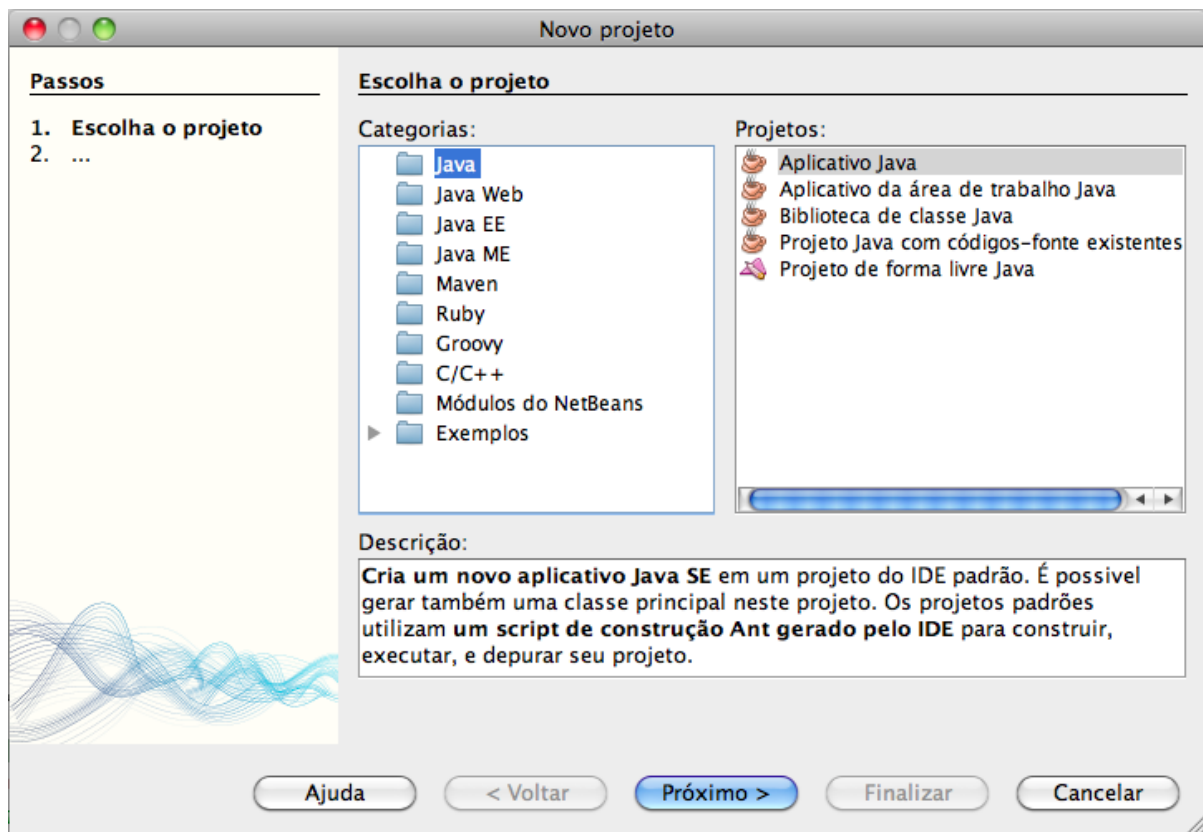 Novo projeto
Passos
1. Escolha o projeto
2. ...
Escolha o projeto
Categorias:
Java
Java Web
Java EE
Java ME
Maven
Ruby
Groovy
C/C++
Módulos do NetBeans
Exemplos
Projetos:
Aplicativo Java
Aplicativo da área de trabalho Java
Biblioteca de classe Java
Projeto Java com códigos-fonte existentes
Projeto de forma livre Java
Descrição:
Cria um novo aplicativo Java SE em um projeto do IDE padrão. É possivel
gerar também uma classe principal neste projeto. Os projetos padrões
utilizam um script de construção Ant gerado pelo IDE para construir,
executar, e depurar seu projeto.
Ajuda
< Voltar
Próximo >
Finalizar
Cancelar